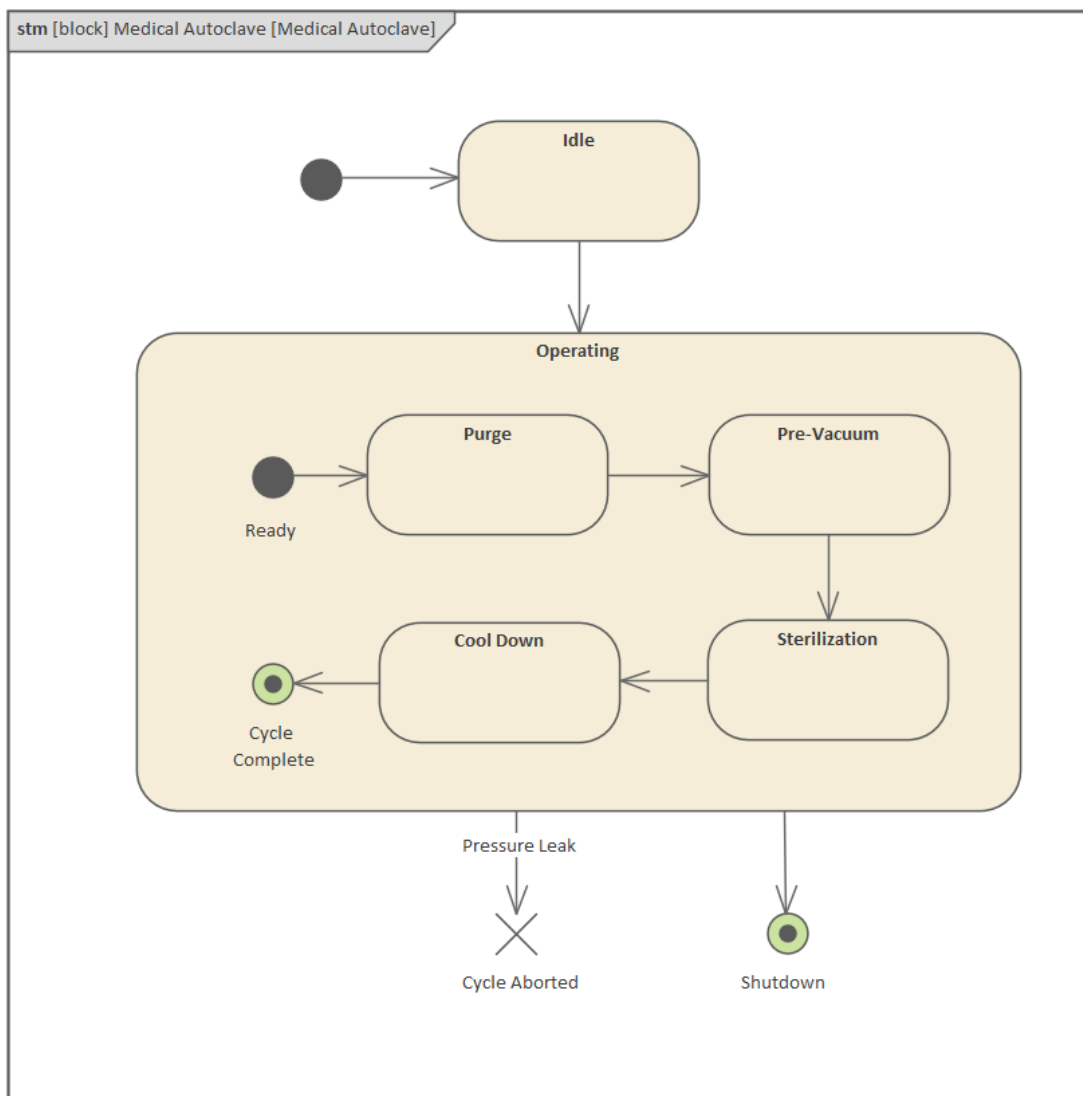 stm [block] Medical Autoclave [Medical Autoclave]
Idle
Operating
Purge
Pre-Vacuum
Ready
Cool Down
Sterilization
Cycle
Complete
Pressure Leak
Cycle Aborted
Shutdown